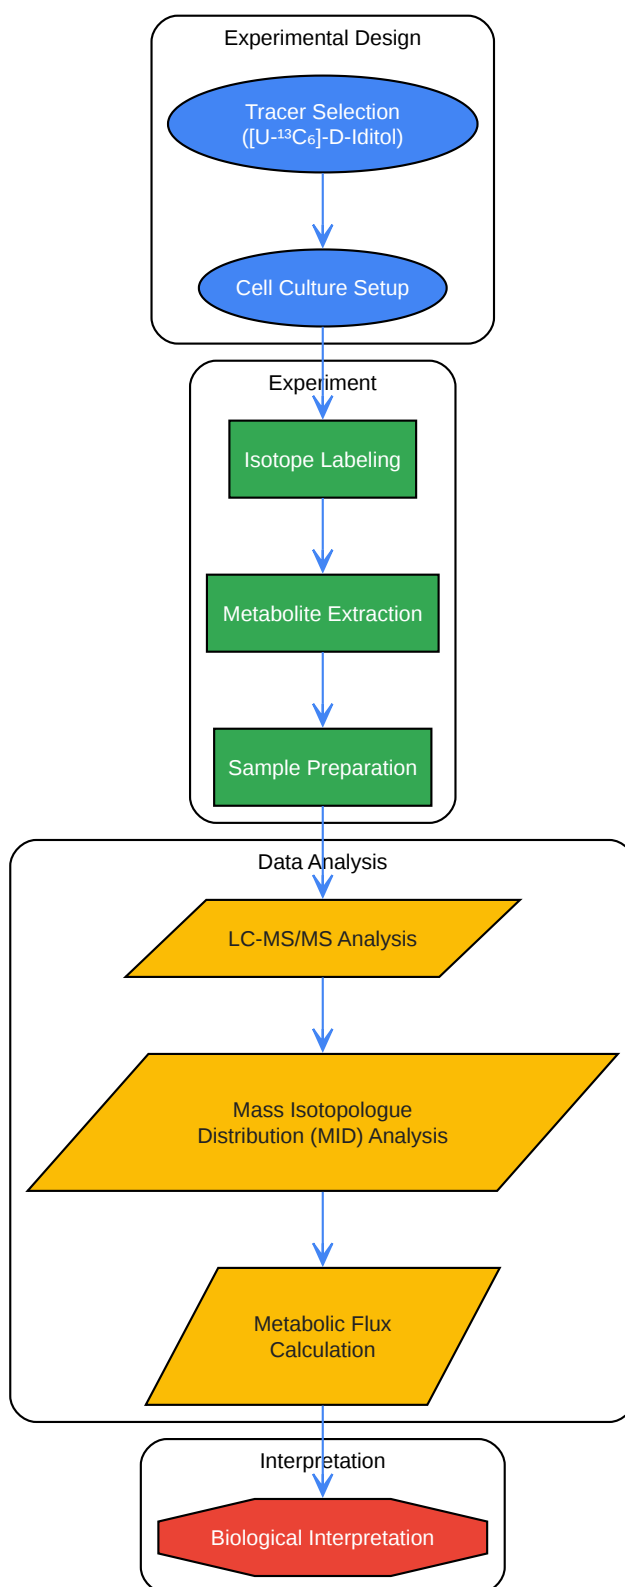 Experimental Design
Tracer Selection
([U-¹³C₆]-D-Iditol)
Cell Culture Setup
Experiment
Isotope Labeling
Metabolite Extraction
Sample Preparation
Data Analysis
LC-MS/MS Analysis
Mass Isotopologue
Distribution (MID) Analysis
Metabolic Flux
Calculation
Interpretation
Biological Interpretation